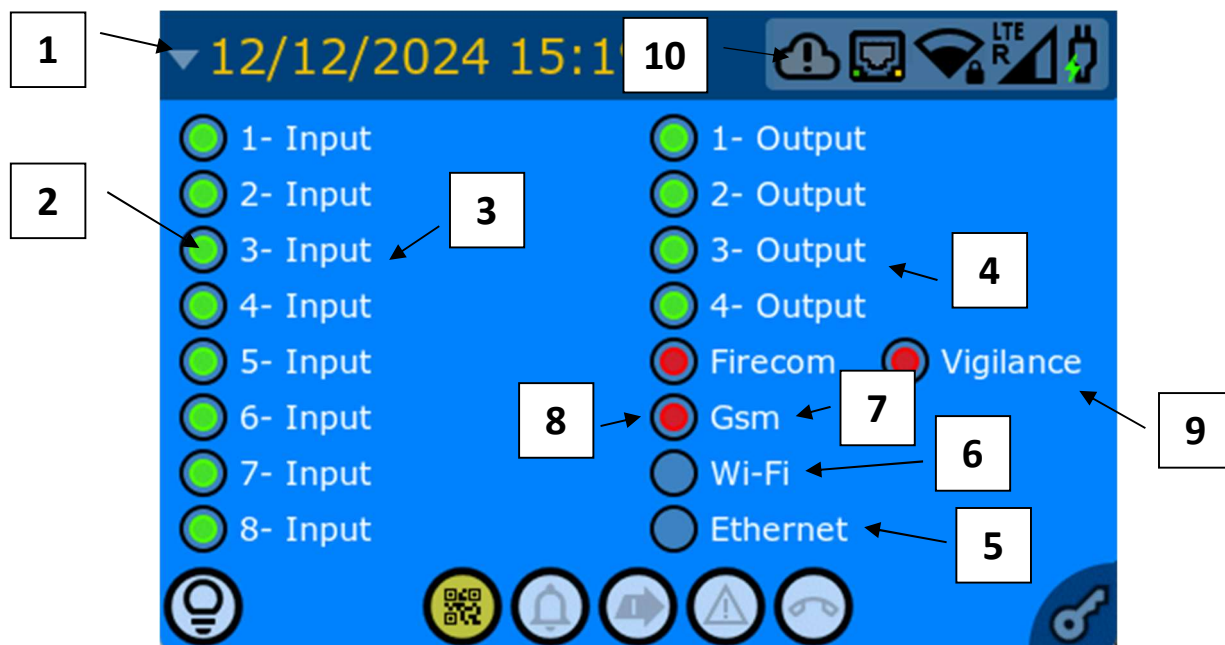 1
12/12/2024 15:1
10
LTE
R
1- Input
1- Output
2
2- Input
2- Output
3
3- Input
3- Output
4
4- Input
4- Output
5- Input
Firecom
Vigilance
8
6- Input
Gsm
7
9
7- Input
Wi-Fi
6
8- Input
Ethernet
5